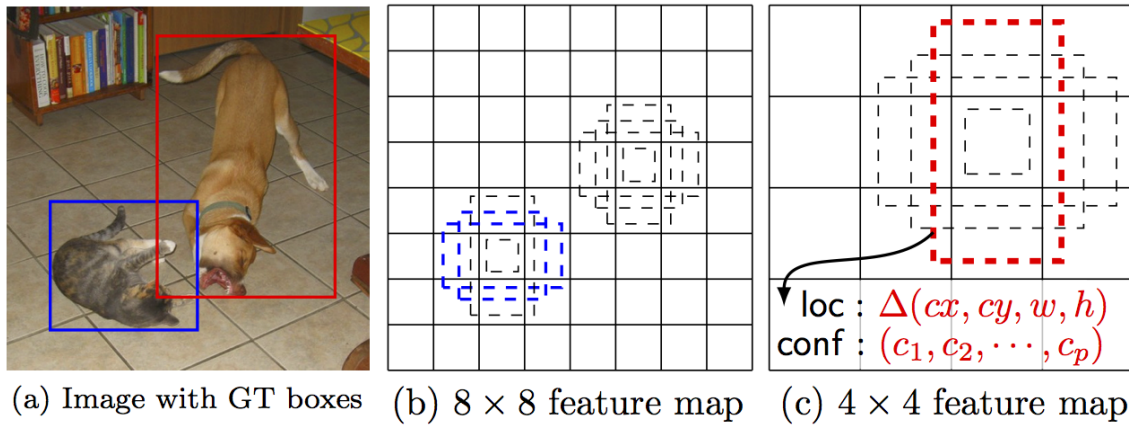 loc : Δ(cx, cy, w, h)
conf : (c₁, c₂, ⋯, cₚ)
(a) Image with GT boxes
(b) 8 × 8 feature map
(c) 4 × 4 feature map